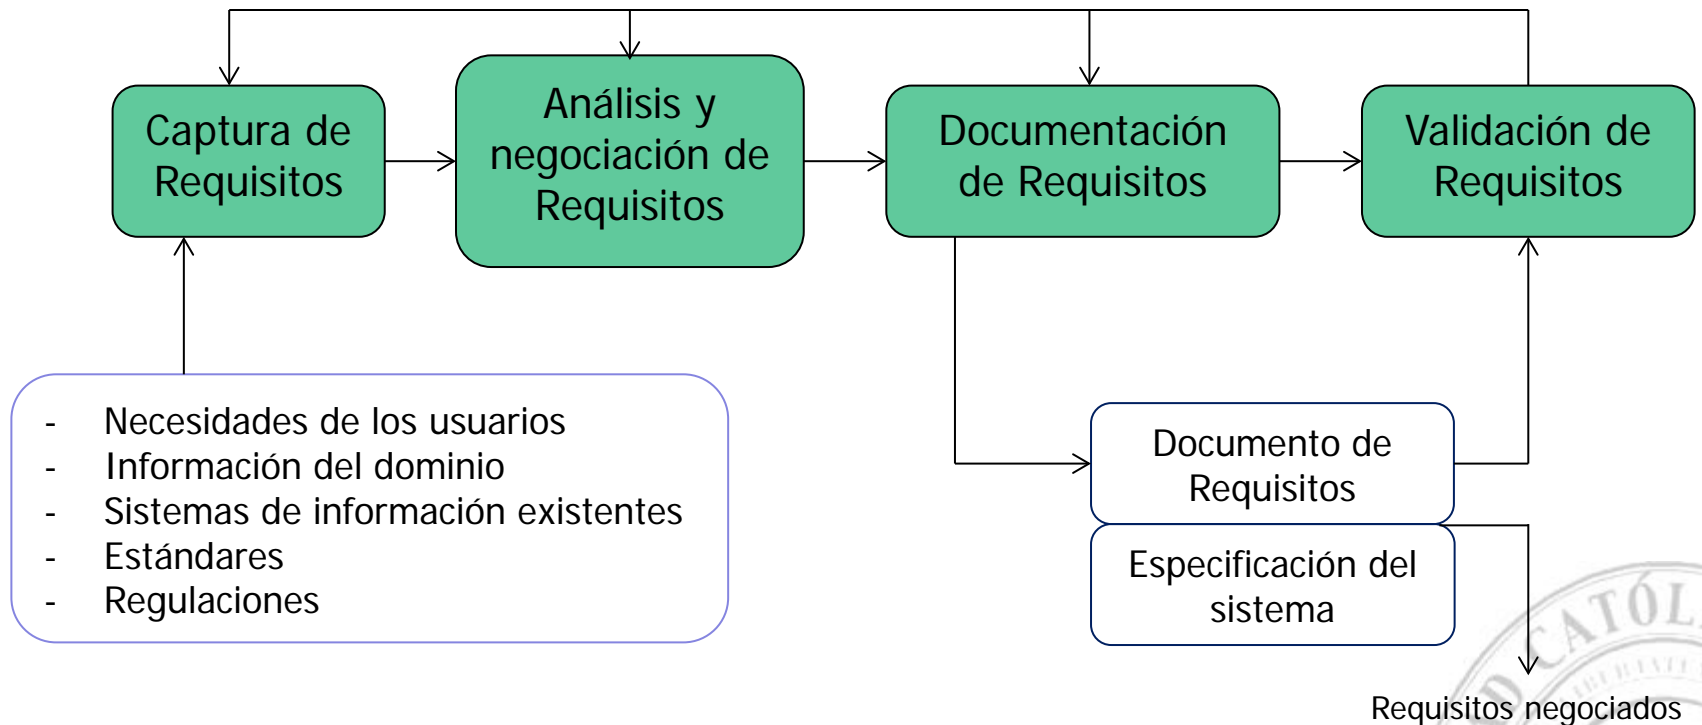 Captura de
Requisitos
Análisis y
negociación de
Requisitos
Documentación
de Requisitos
Validación de
Requisitos
- Necesidades de los usuarios
- Información del dominio
- Sistemas de información existentes
- Estándares
- Regulaciones
Documento de
Requisitos
Especificación del
sistema
D CATÓL
Requisitos negociados